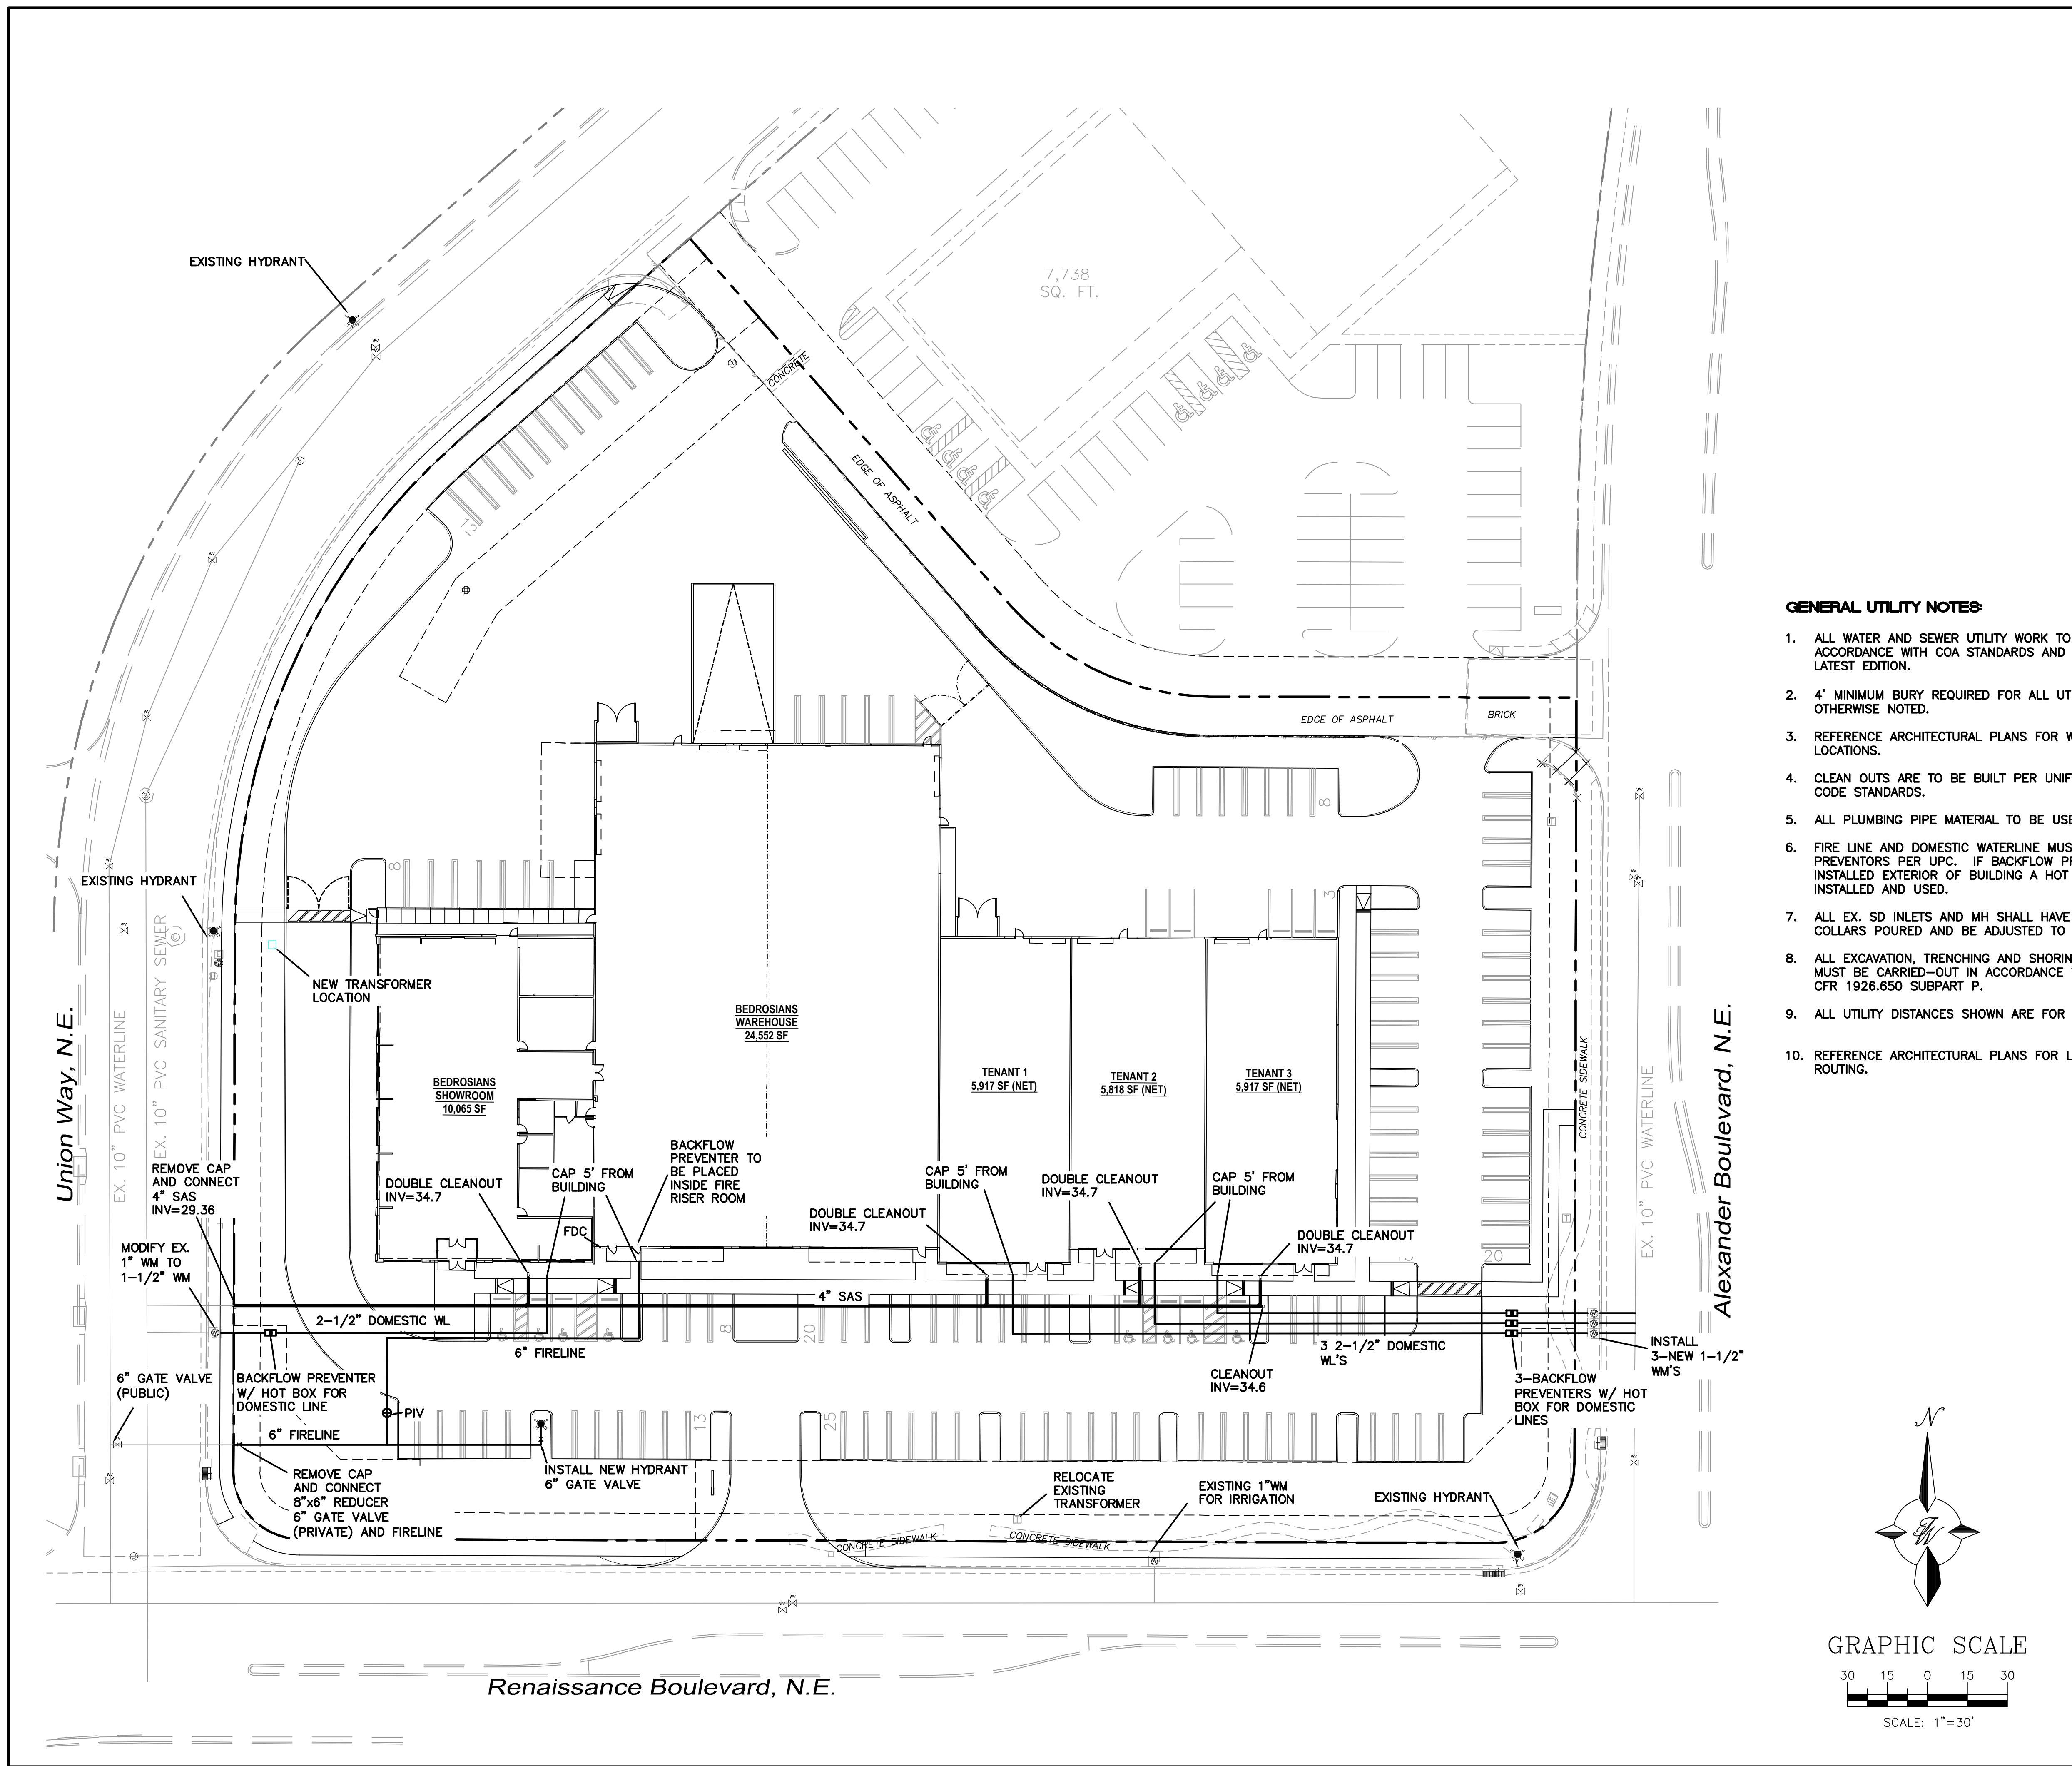 EXISTING HYDRANT
7,738
SQ. FT.
CONCRETE
EDGE OF ASPHALT
12
EDGE OF ASPHALT
BRICK
8
8
3
EXISTING HYDRANT
NEW TRANSFORMER
LOCATION
Union Way, N.E.
EX. 10" PVC WATERLINE
EX. 10" PVC SANITARY SEWER
BEDROSIANS
WAREHOUSE
24,552 SF
BEDROSIANS
SHOWROOM
10,065 SF
TENANT 1
5,917 SF (NET)
TENANT 2
5,818 SF (NET)
TENANT 3
5,917 SF (NET)
CONCRETE SIDEWALK
EX. 10" PVC WATERLINE
Alexander Boulevard, N.E.
REMOVE CAP
AND CONNECT
4" SAS
INV=29.36
DOUBLE CLEANOUT
INV=34.7
CAP 5' FROM
BUILDING
BACKFLOW
PREVENTER TO
BE PLACED
INSIDE FIRE
RISER ROOM
FDC
DOUBLE CLEANOUT
INV=34.7
CAP 5' FROM
BUILDING
DOUBLE CLEANOUT
INV=34.7
CAP 5' FROM
BUILDING
DOUBLE CLEANOUT
INV=34.7
20
MODIFY EX.
1" WM TO
1-1/2" WM
4" SAS
2-1/2" DOMESTIC WL
6" FIRELINE
8
20
3 2-1/2" DOMESTIC
WL'S
CLEANOUT
INV=34.6
INSTALL
3-NEW 1-1/2"
WM'S
3-BACKFLOW
PREVENTERS W/ HOT
BOX FOR DOMESTIC
LINES
6" GATE VALVE
(PUBLIC)
BACKFLOW PREVENTER
W/ HOT BOX FOR
DOMESTIC LINE
PIV
6" FIRELINE
13
25
REMOVE CAP
AND CONNECT
8"x6" REDUCER
6" GATE VALVE
(PRIVATE) AND FIRELINE
INSTALL NEW HYDRANT
6" GATE VALVE
RELOCATE
EXISTING
TRANSFORMER
EXISTING 1"WM
FOR IRRIGATION
EXISTING HYDRANT
CONCRETE SIDEWALK
CONCRETE SIDEWALK
Renaissance Boulevard, N.E.
GENERAL UTILITY NOTES:
1. ALL WATER AND SEWER UTILITY WORK TO
ACCORDANCE WITH COA STANDARDS AND
LATEST EDITION.
2. 4' MINIMUM BURY REQUIRED FOR ALL
OTHERWISE NOTED.
3. REFERENCE ARCHITECTURAL PLANS FOR
LOCATIONS.
4. CLEAN OUTS ARE TO BE BUILT PER
CODE STANDARDS.
5. ALL PLUMBING PIPE MATERIAL TO BE
6. FIRE LINE AND DOMESTIC WATERLINE
PREVENTORS PER UPC. IF BACKFLOW
INSTALLED EXTERIOR OF BUILDING A HOT
INSTALLED AND USED.
7. ALL EX. SD INLETS AND MH SHALL HAVE
COLLARS POURED AND BE ADJUSTED TO
8. ALL EXCAVATION, TRENCHING AND
MUST BE CARRIED-OUT IN ACCORDANCE
CFR 1926.650 SUBPART P.
9. ALL UTILITY DISTANCES SHOWN ARE FOR
10. REFERENCE ARCHITECTURAL PLANS FOR
ROUTING.
N
GRAPHIC SCALE
30 15 0 15 30
SCALE: 1"=30'